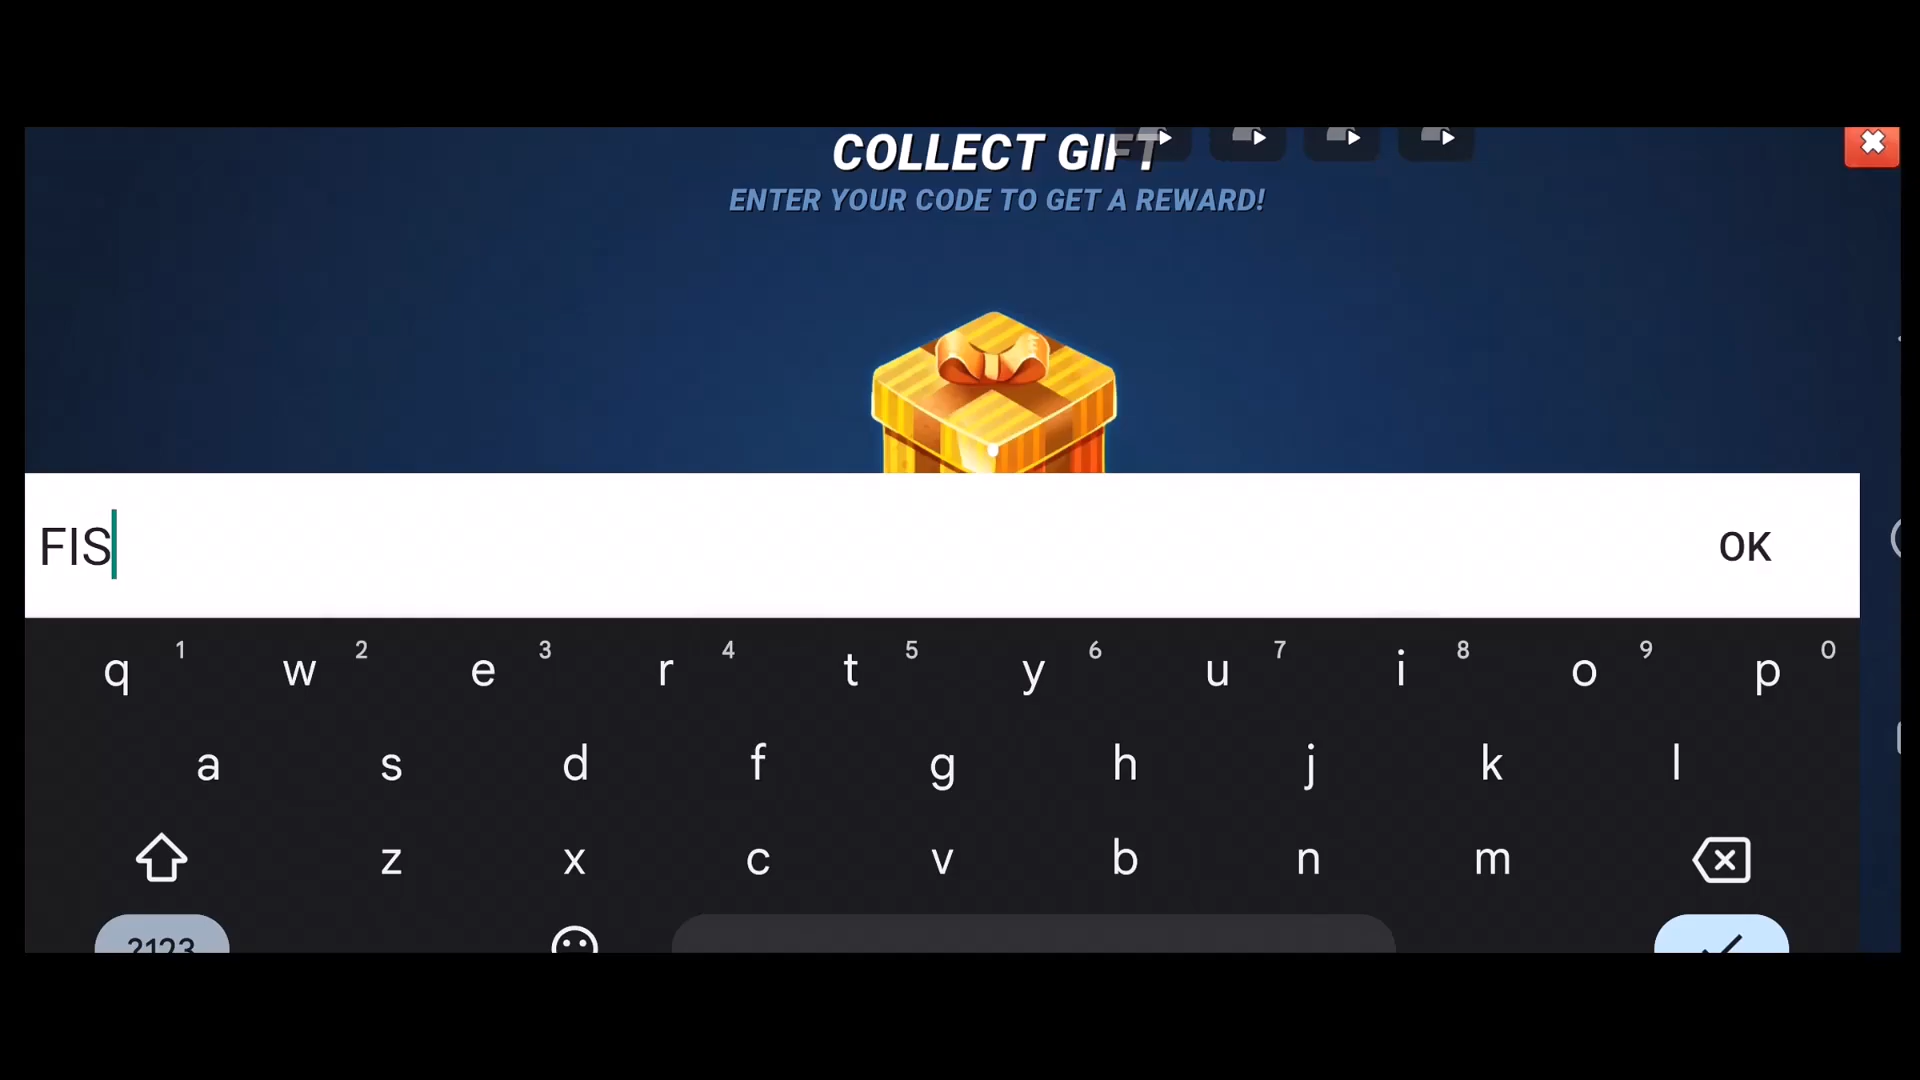 COLLECT GIFT
ENTER YOUR CODE TO GET A REWARD!
FIS
OK
q 1 w 2 e 3 r 4 t 5 y 6 u 7 i 8 o 9 p 0
a s d f g h j k l
z x c v b n m
?123